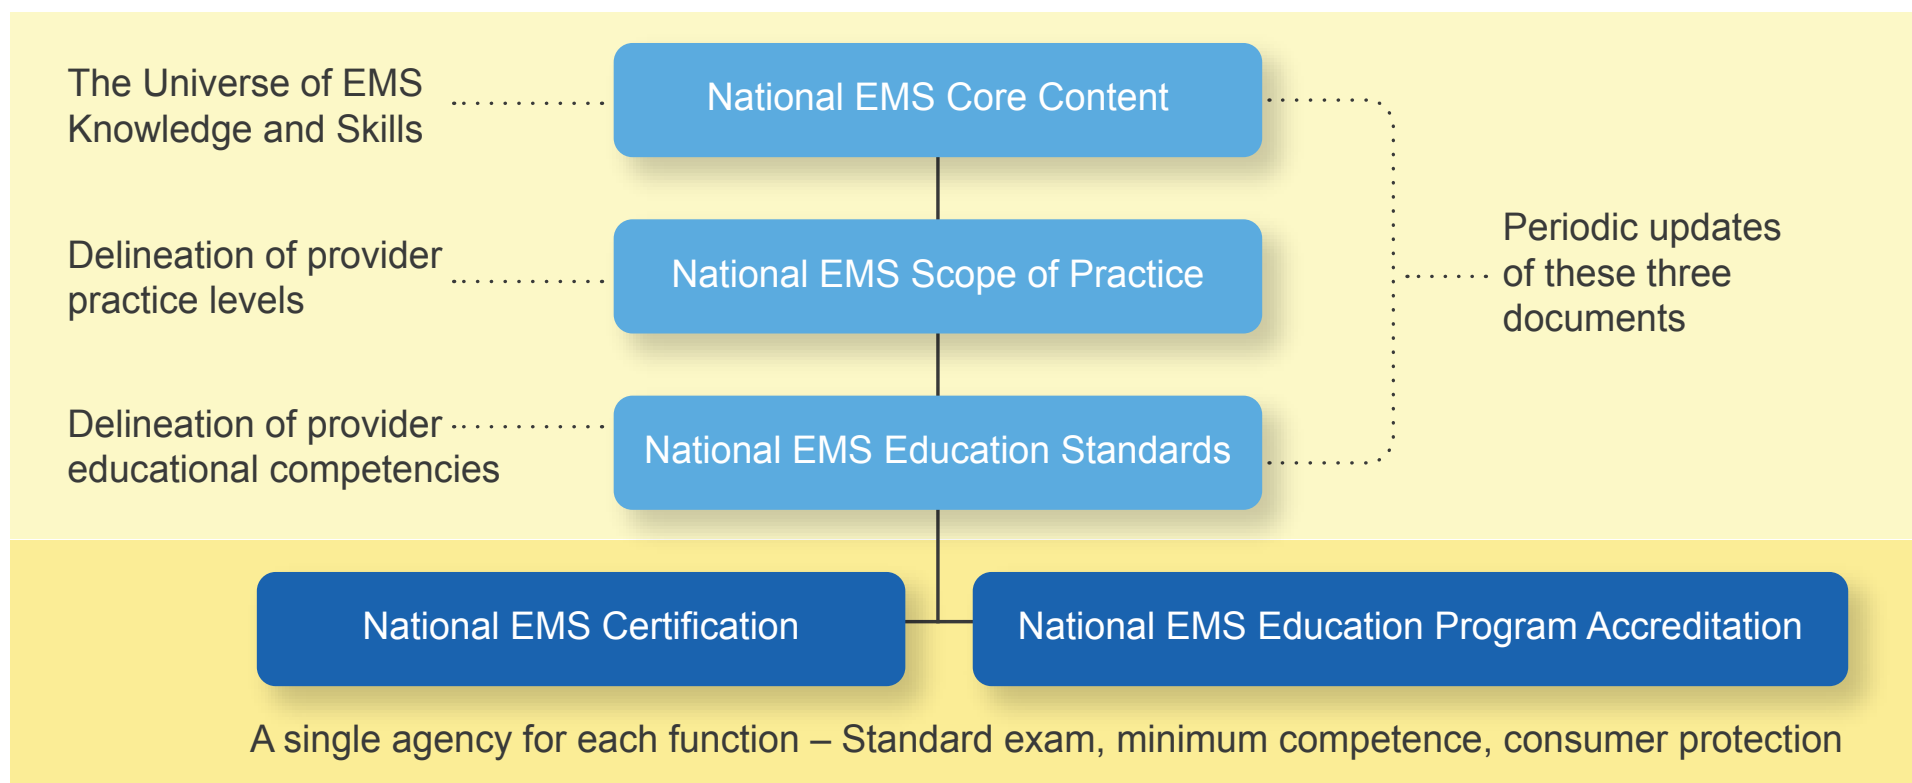 The Universe of EMS
Knowledge and Skills
National EMS Core Content
Delineation of provider
practice levels
National EMS Scope of Practice
Periodic updates
of these three
documents
Delineation of provider
educational competencies
National EMS Education Standards
National EMS Certification
National EMS Education Program Accreditation
A single agency for each function – Standard exam, minimum competence, consumer protection